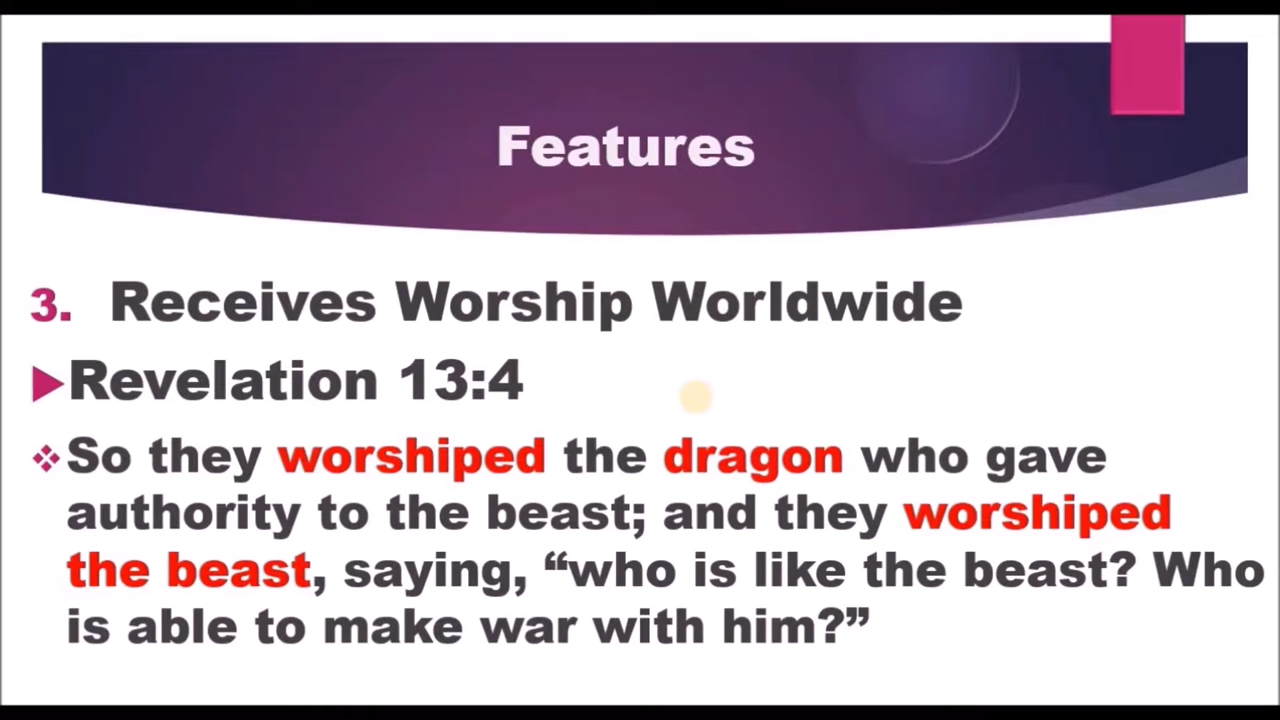 Features
3. Receives Worship Worldwide
Revelation 13:4
So they worshiped the dragon who gave
authority to the beast; and they worshiped
the beast, saying, “who is like the beast? Who
is able to make war with him?”